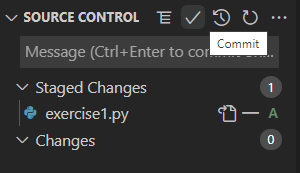 SOURCE CONTROL
Commit
Message (Ctrl+Enter to commit
Staged Changes 1
exercise1.py A
Changes 0